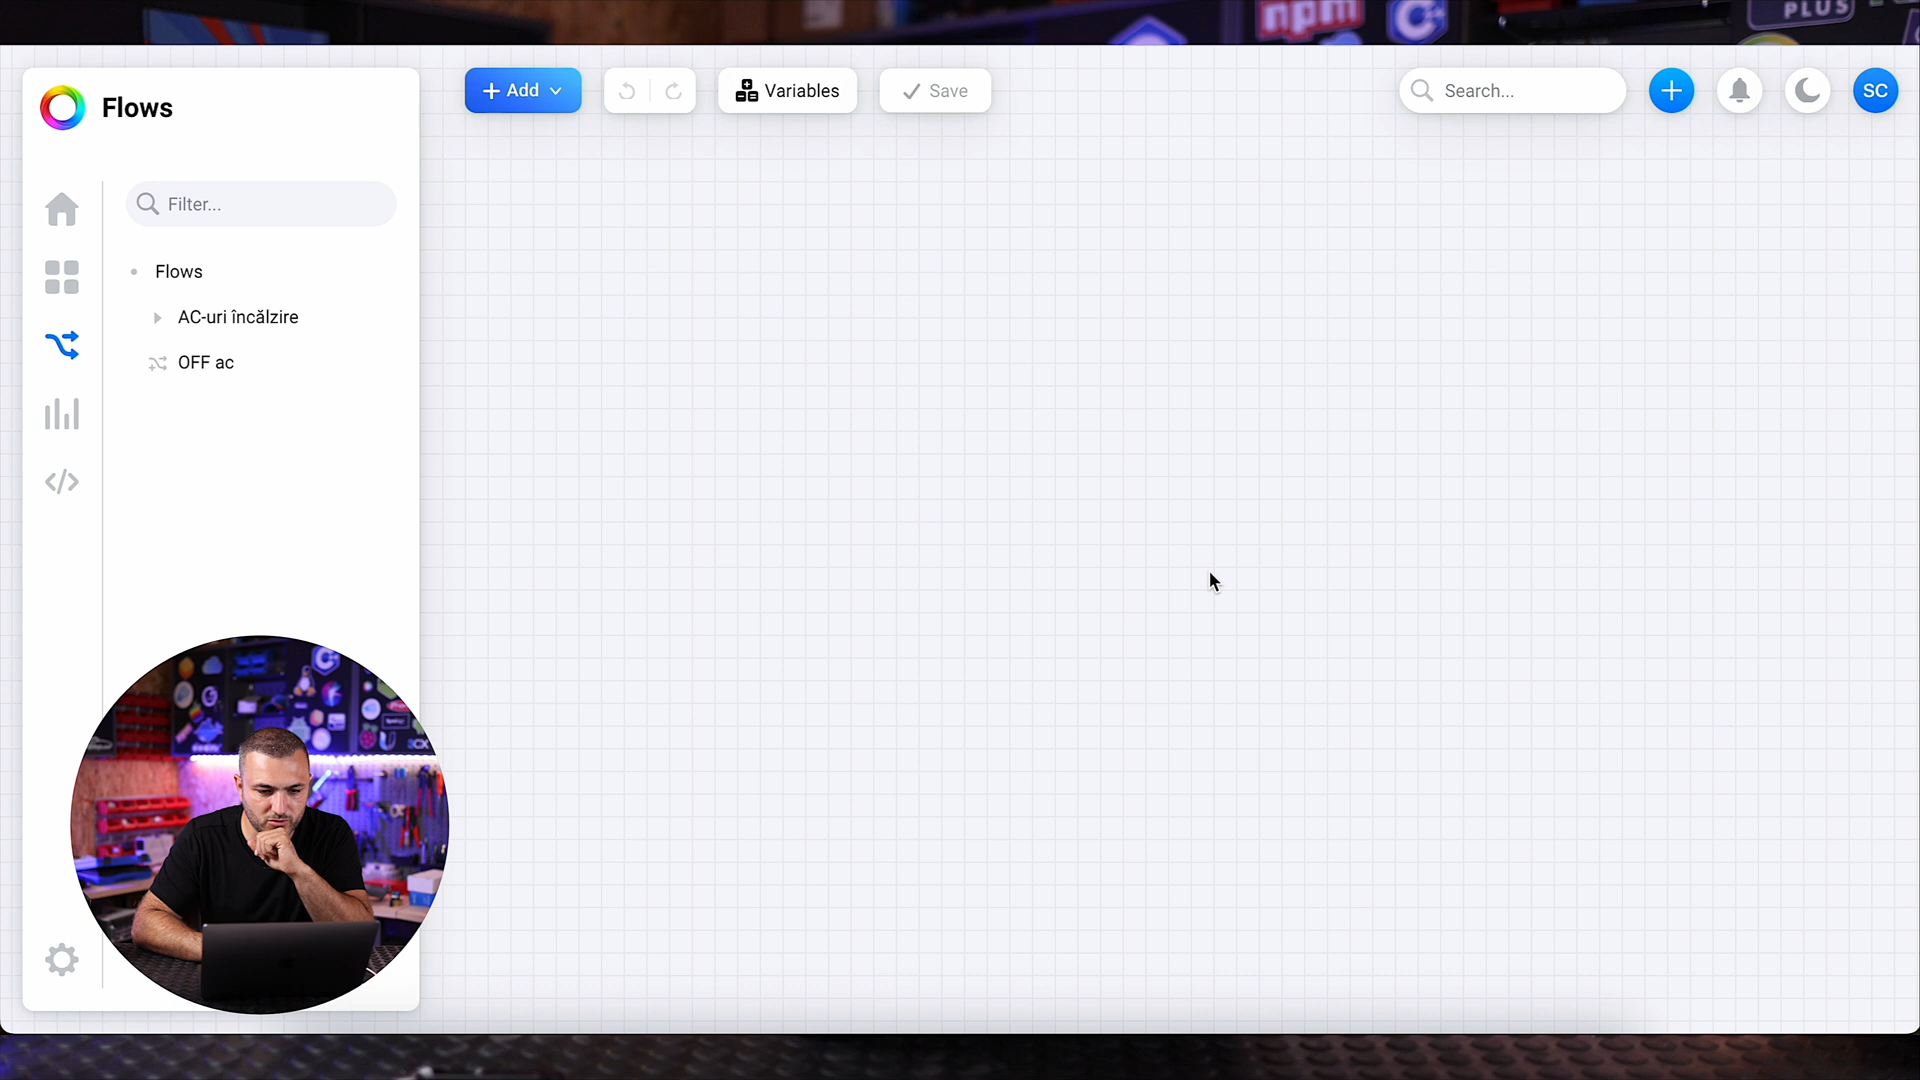 PLUS
npm
Flows
+ Add
Variables
Save
Search...
SC
Filter...
Flows
AC-uri încălzire
OFF ac